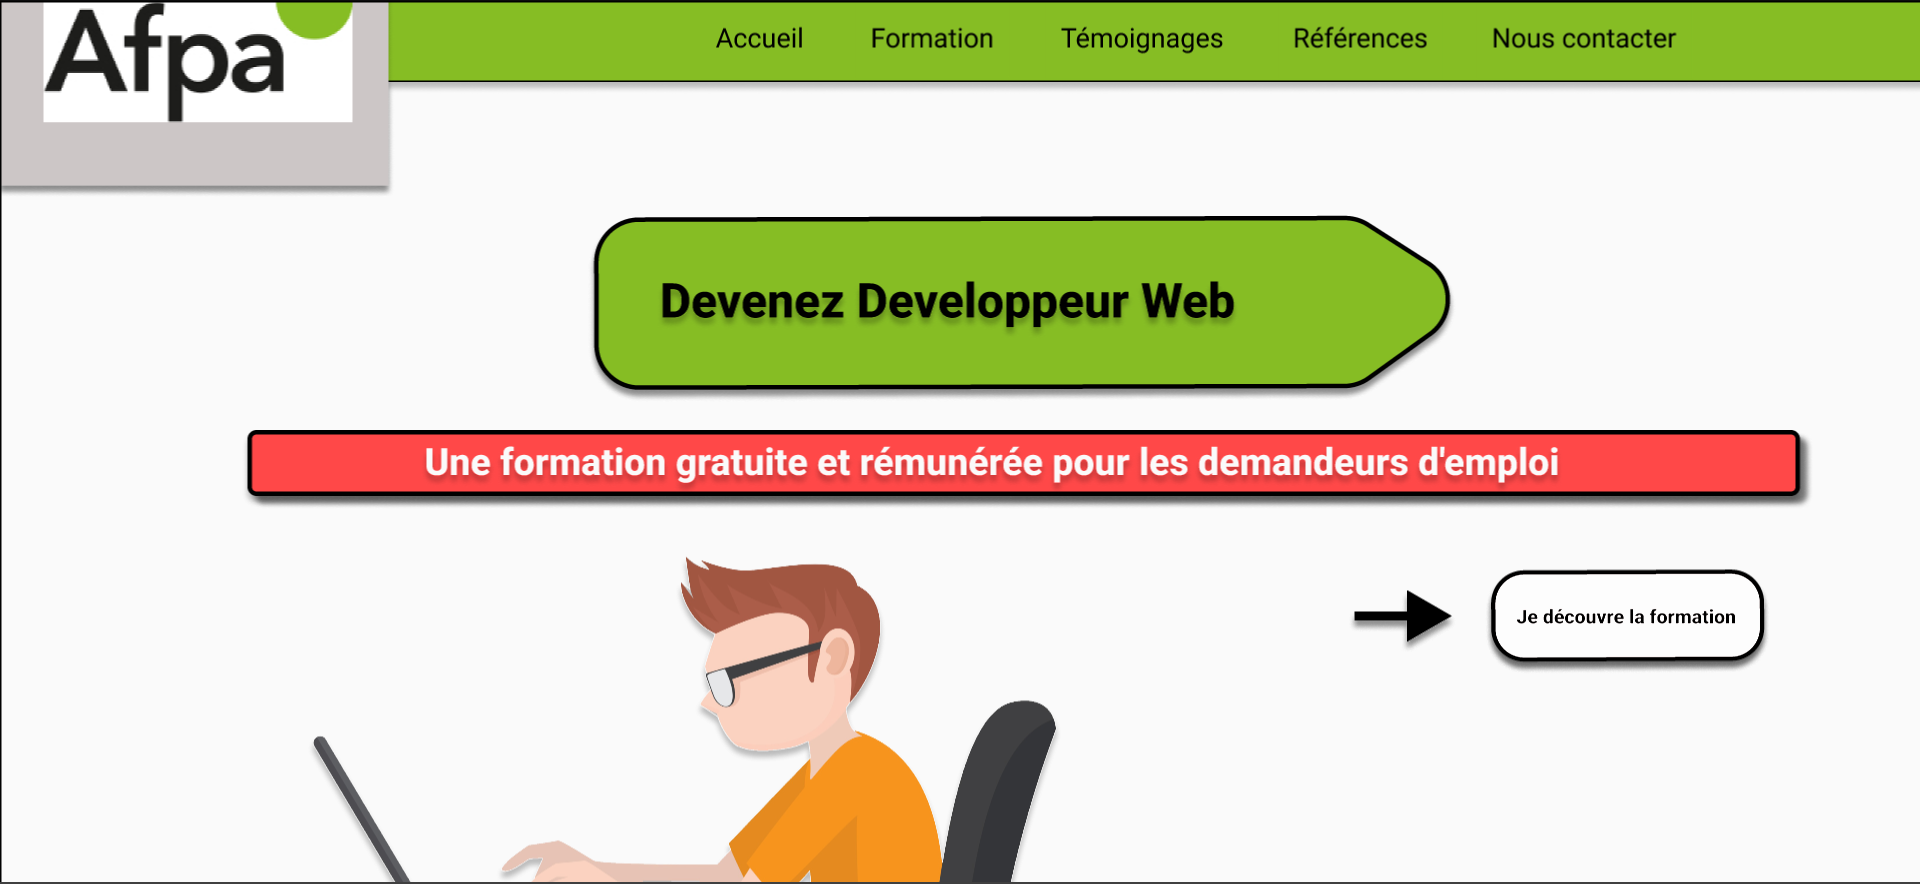 Afpa
Accueil Formation Témoignages Références Nous contacter
Devenez Developpeur Web
Une formation gratuite et rémunérée pour les demandeurs d'emploi
Je découvre la formation